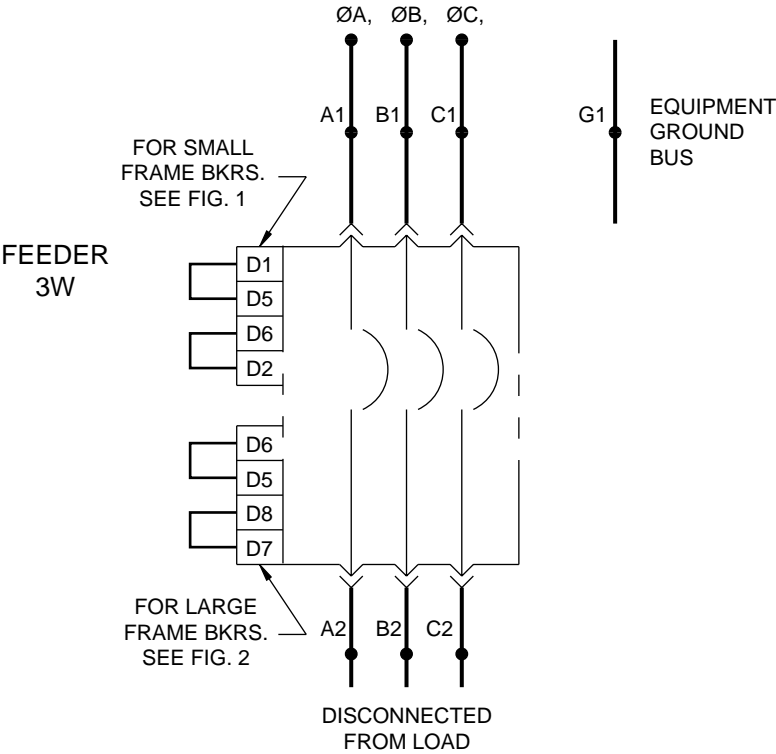 ØA, ØB, ØC,
A1 B1 C1 G1
EQUIPMENT
GROUND
BUS
FOR SMALL
FRAME BKRS.
SEE FIG. 1
FEEDER
3W
D1
D5
D6
D2
D6
D5
D8
D7
FOR LARGE
FRAME BKRS.
SEE FIG. 2
A2 B2 C2
DISCONNECTED
FROM LOAD